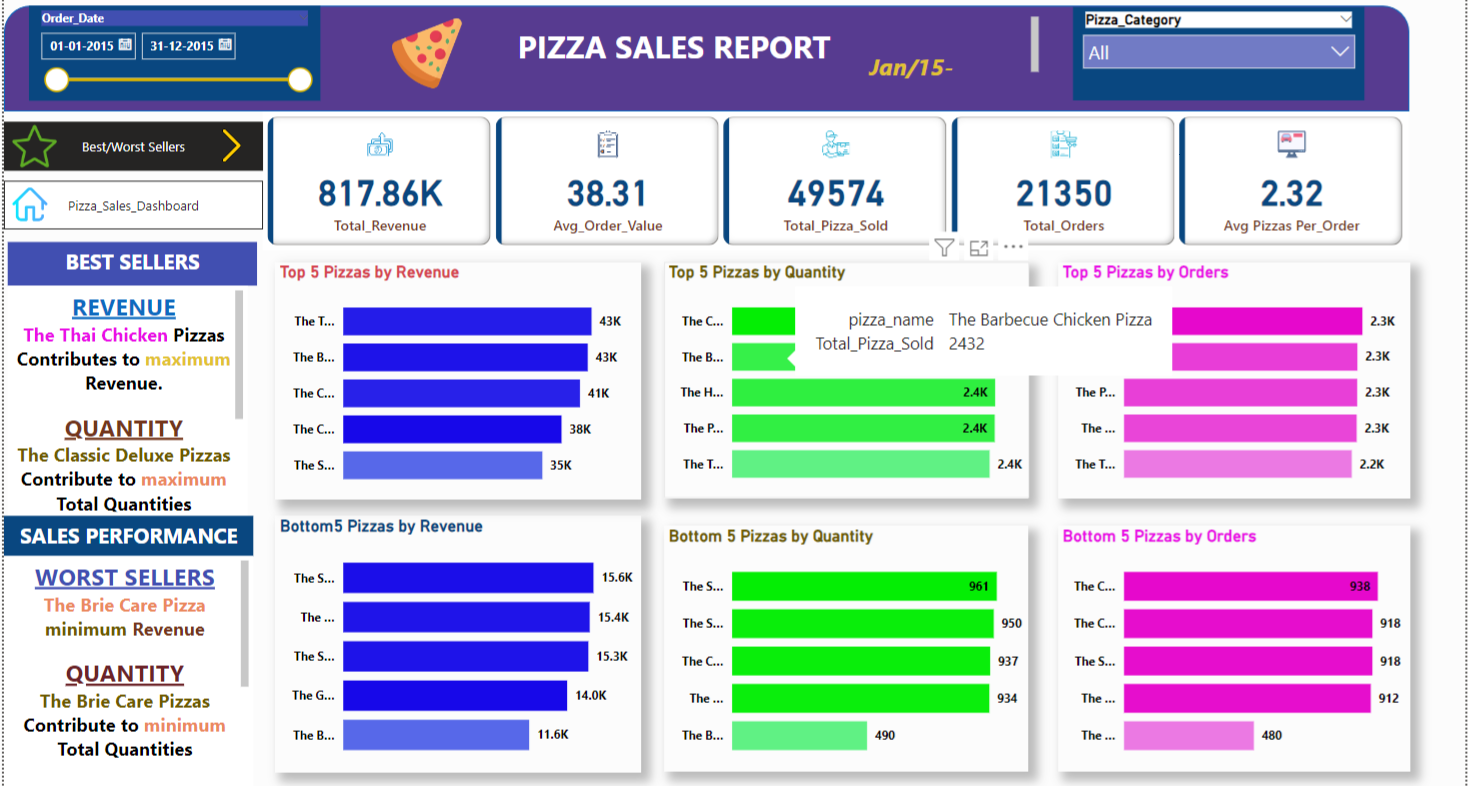 Order_Date
01-01-2015
31-12-2015
PIZZA SALES REPORT
Jan/15-
Pizza_Category
All
Best/Worst Sellers
Pizza_Sales_Dashboard
817.86K
Total_Revenue
38.31
Avg_Order_Value
49574
Total_Pizza_Sold
21350
Total_Orders
2.32
Avg Pizzas Per_Order
BEST SELLERS
REVENUE
The Thai Chicken Pizzas
Contributes to maximum
Revenue.
QUANTITY
The Classic Deluxe Pizzas
Contribute to maximum
Total Quantities
SALES PERFORMANCE
WORST SELLERS
The Brie Care Pizza
minimum Revenue
QUANTITY
The Brie Care Pizzas
Contribute to minimum
Total Quantities
Top 5 Pizzas by Revenue
The T... 43K
The B... 43K
The C... 41K
The C... 38K
The S... 35K
Top 5 Pizzas by Quantity
The C...
The B...
The H... 2.4K
The P... 2.4K
The T... 2.4K
pizza_name The Barbecue Chicken Pizza
Total_Pizza_Sold 2432
Top 5 Pizzas by Orders
2.3K
2.3K
The P... 2.3K
The ... 2.3K
The T... 2.2K
Bottom5 Pizzas by Revenue
The S... 15.6K
The ... 15.4K
The S... 15.3K
The G... 14.0K
The B... 11.6K
Bottom 5 Pizzas by Quantity
The S... 961
The S... 950
The C... 937
The ... 934
The B... 490
Bottom 5 Pizzas by Orders
The C... 938
The C... 918
The S... 918
The ... 912
The ... 480